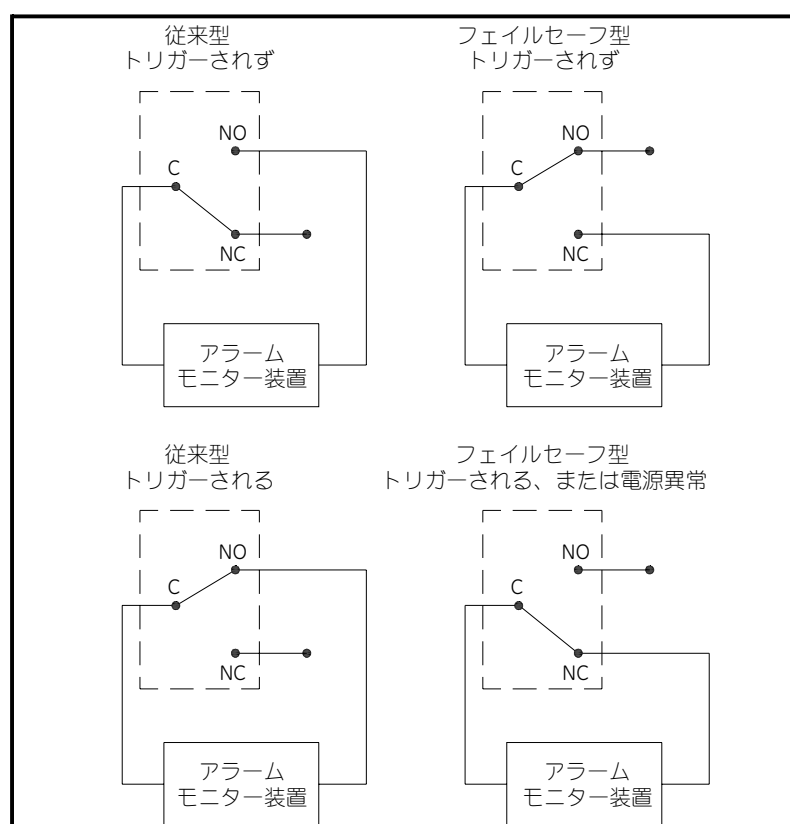 従来型
トリガーされず
NO
C
NC
アラーム
モニター装置
フェイルセーフ型
トリガーされず
NO
C
NC
アラーム
モニター装置
従来型
トリガーされる
NO
C
NC
アラーム
モニター装置
フェイルセーフ型
トリガーされる、または電源異常
NO
C
NC
アラーム
モニター装置